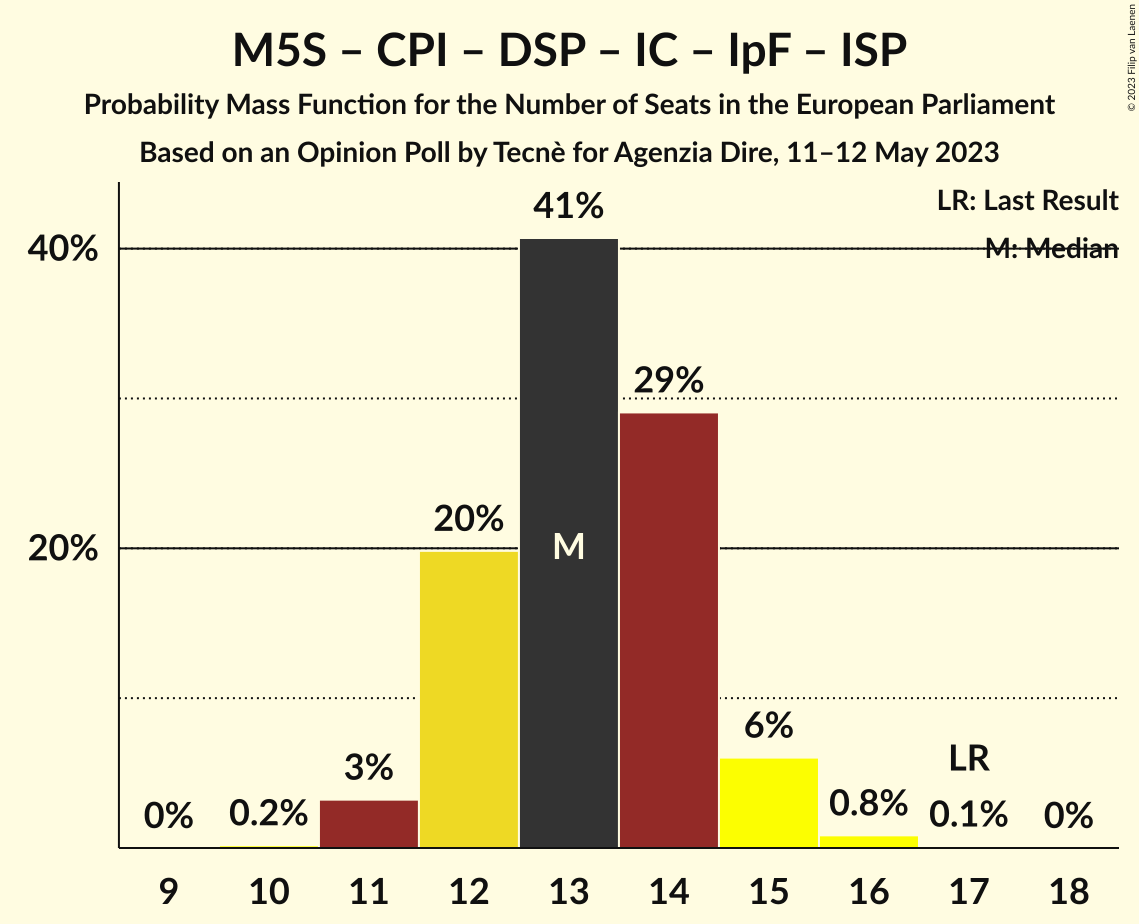 M5S – CPI – DSP – IC – IpF – ISP
Probability Mass Function for the Number of Seats in the European Parliament
Based on an Opinion Poll by Tecnè for Agenzia Dire, 11–12 May 2023
© 2023 Filip van Laenen
LR: Last Result
M: Median
40%
20%
41%
29%
20%
M
6%
3%
LR
0%
0.2%
0.8%
0.1%
0%
9 10 11 12 13 14 15 16 17 18